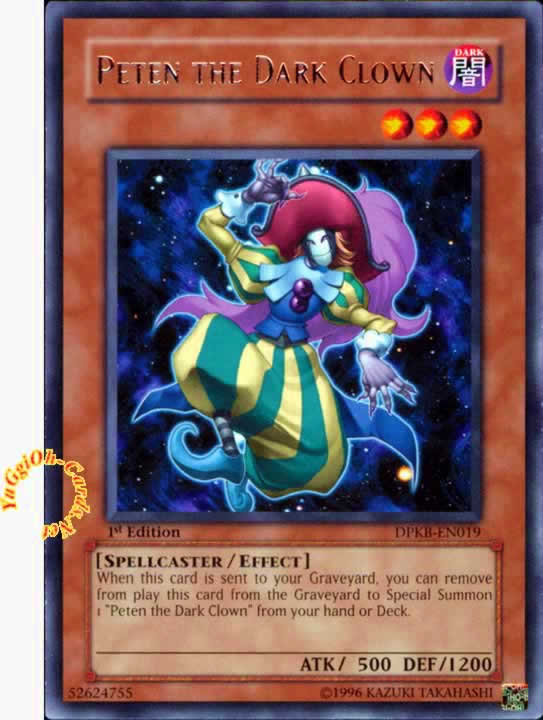 PETEN THE DARK CLOWN
DARK
闇
1st Edition
DPKB-EN019
[SPELLCASTER / EFFECT]
When this card is sent to your Graveyard, you can remove
from play this card from the Graveyard to Special Summon
1 "Peten the Dark Clown" from your hand or Deck.
ATK/ 500 DEF/1200
52624755
©1996 KAZUKI TAKAHASHI
YuGgiOh-Cards.Net